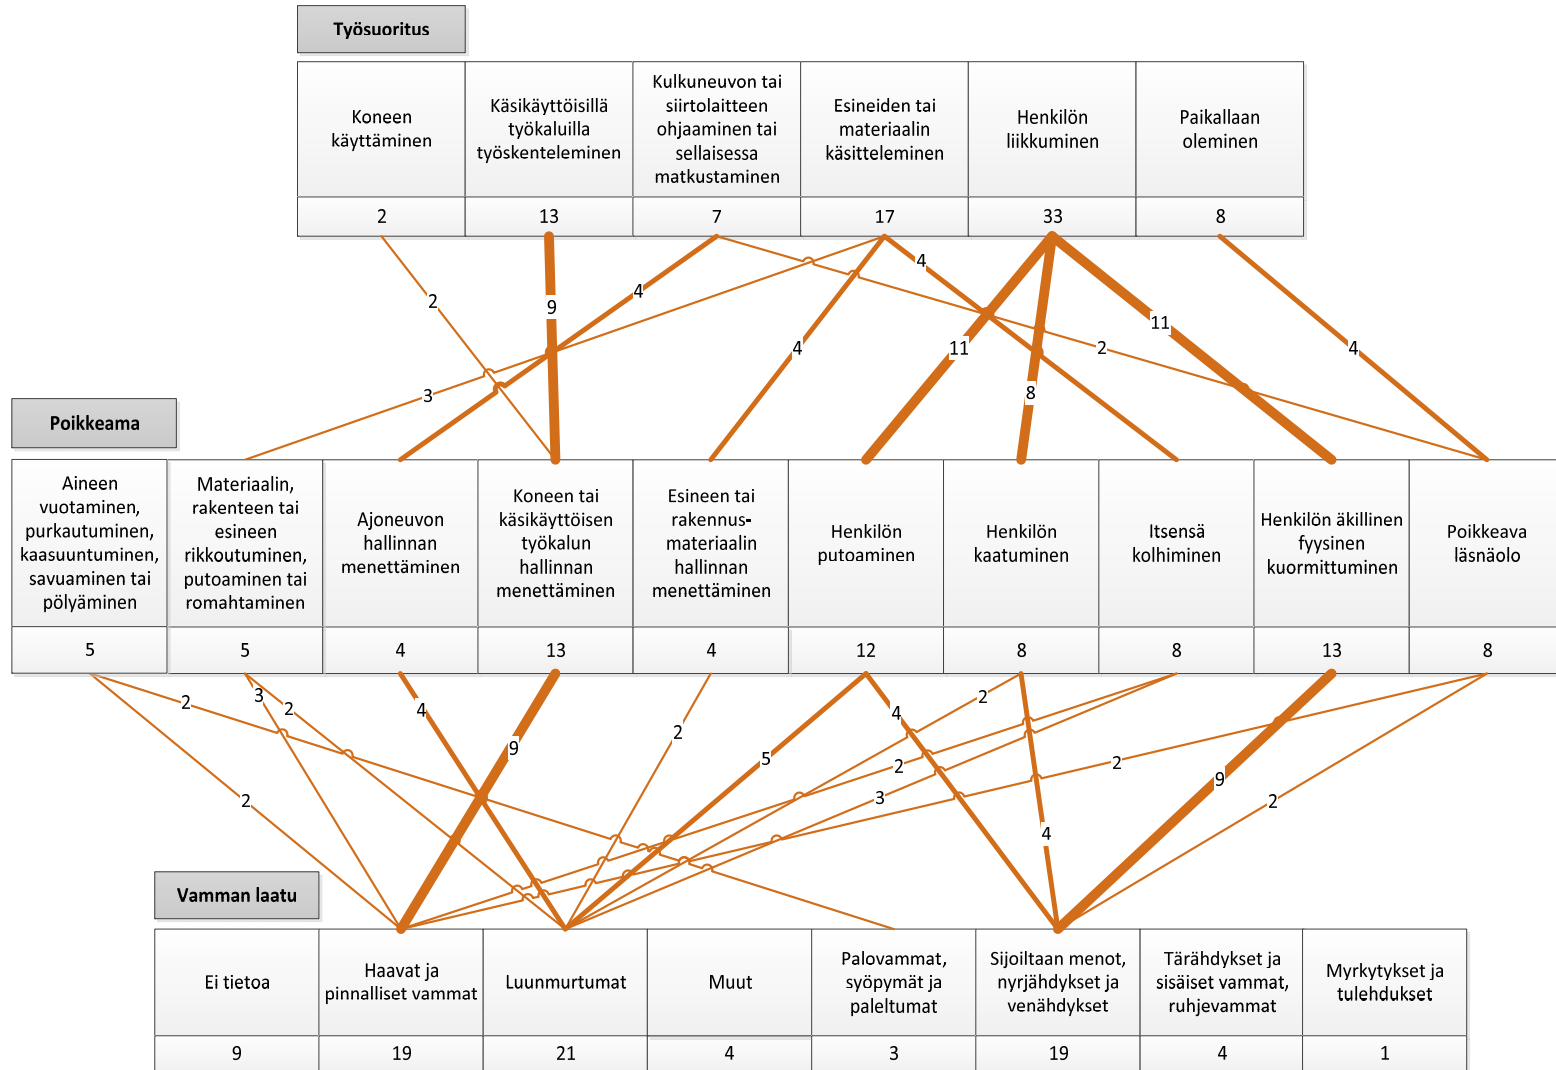 Työsuoritus
Koneen
käyttäminen
Käsikäyttöisillä
työkaluilla
työskenteleminen
Kulkuneuvon tai
siirtolaitteen
ohjaaminen tai
sellaisessa
matkustaminen
Esineiden tai
materiaalin
käsitteleminen
Henkilön
liikkuminen
Paikallaan
oleminen
2
13
7
17
33
8
4
4
2
9
11
11
4
2
4
3
8
Poikkeama
Aineen
vuotaminen,
purkautuminen,
kaasuuntuminen,
savuaminen tai
pölyäminen
Materiaalin,
rakenteen tai
esineen
rikkoutuminen,
putoaminen tai
romahtaminen
Ajoneuvon
hallinnan
menettäminen
Koneen tai
käsikäyttöisen
työkalun
hallinnan
menettäminen
Esineen tai
rakennus-
materiaalin
hallinnan
menettäminen
Henkilön
putoaminen
Henkilön
kaatuminen
Itsensä
kolhiminen
Henkilön äkillinen
fyysinen
kuormittuminen
Poikkeava
läsnäolo
5
5
4
13
4
12
8
8
13
8
2
3
2
4
2
4
2
9
5
2
2
9
2
3
2
4
Vamman laatu
Ei tietoa
Haavat ja
pinnalliset vammat
Luunmurtumat
Muut
Palovammat,
syöpymät ja
paleltumat
Sijoiltaan menot,
nyrjähdykset ja
venähdykset
Tärähdykset ja
sisäiset vammat,
ruhjevammat
Myrkytykset ja
tulehdukset
9
19
21
4
3
19
4
1